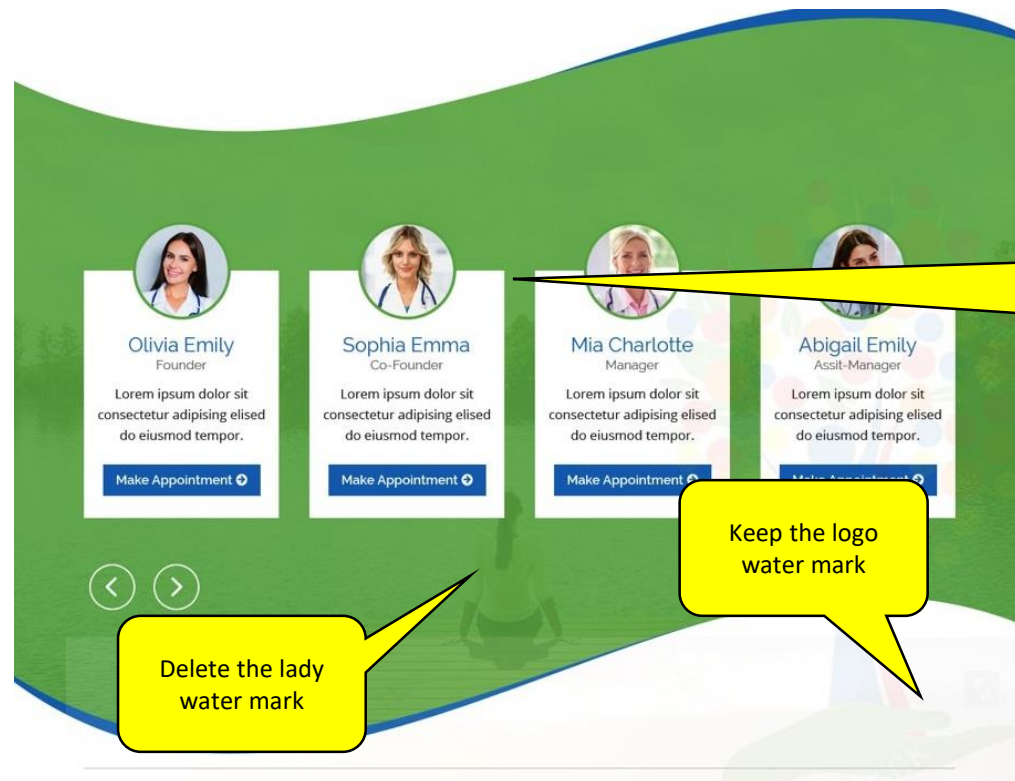 Olivia Emily
Founder
Lorem ipsum dolor sit
consectetur adipising elised
do eiusmod tempor.
Make Appointment
Sophia Emma
Co-Founder
Lorem ipsum dolor sit
consectetur adipising elised
do eiusmod tempor.
Make Appointment
Mia Charlotte
Manager
Lorem ipsum dolor sit
consectetur adipising elised
do eiusmod tempor.
Make Appointment
Abigail Emily
Assit-Manager
Lorem ipsum dolor sit
consectetur adipising elised
do eiusmod tempor.
Make Appointment
Keep the logo
water mark
Delete the lady
water mark